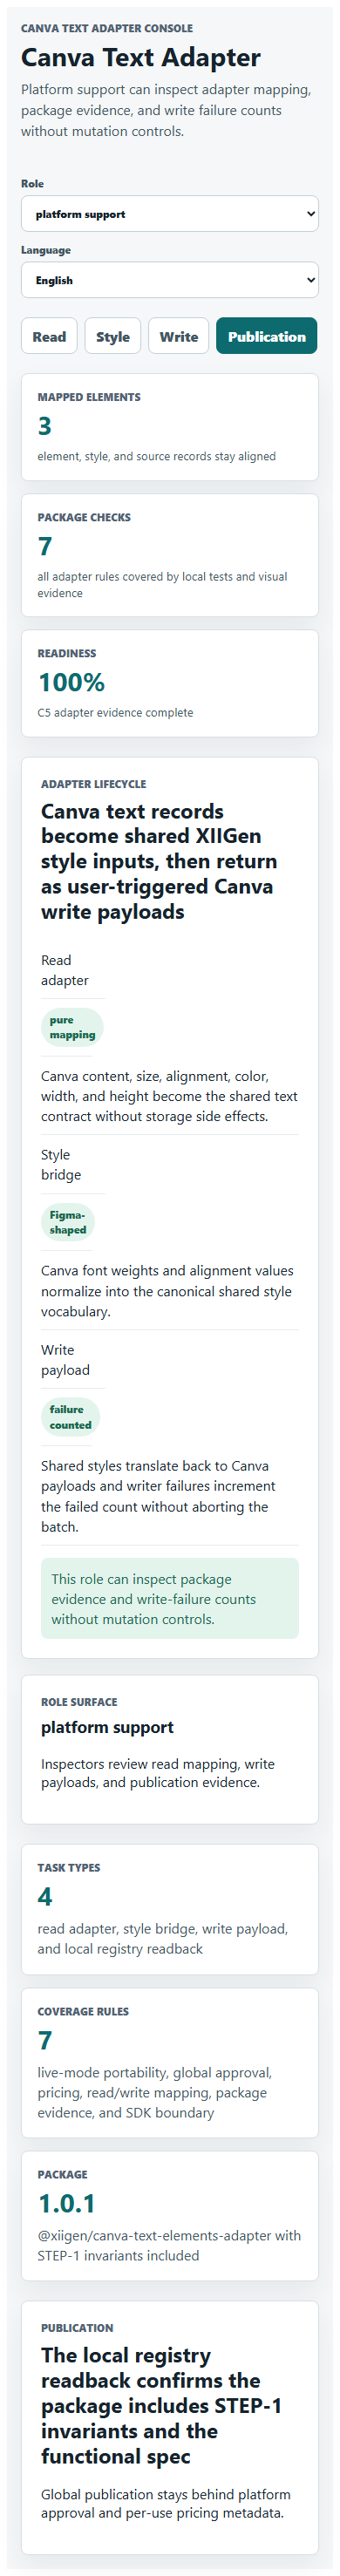 CANVA TEXT ADAPTER CONSOLE
Canva Text Adapter
Platform support can inspect adapter mapping,
package evidence, and write failure counts
without mutation controls.
Role
platform support
Language
English
Read Style Write Publication
MAPPED ELEMENTS
3
element, style, and source records stay aligned
PACKAGE CHECKS
7
all adapter rules covered by local tests and visual
evidence
READINESS
100%
C5 adapter evidence complete
ADAPTER LIFECYCLE
Canva text records
become shared XIIGen
style inputs, then return
as user-triggered Canva
write payloads
Read
adapter
pure
mapping
Canva content, size, alignment, color,
width, and height become the shared text
contract without storage side effects.
Style
bridge
Figma-
shaped
Canva font weights and alignment values
normalize into the canonical shared style
vocabulary.
Write
payload
failure
counted
Shared styles translate back to Canva
payloads and writer failures increment
the failed count without aborting the
batch.
This role can inspect package
evidence and write-failure counts
without mutation controls.
ROLE SURFACE
platform support
Inspectors review read mapping, write
payloads, and publication evidence.
TASK TYPES
4
read adapter, style bridge, write payload,
and local registry readback
COVERAGE RULES
7
live-mode portability, global approval,
pricing, read/write mapping, package
evidence, and SDK boundary
PACKAGE
1.0.1
@xiigen/canva-text-elements-adapter with
STEP-1 invariants included
PUBLICATION
The local registry
readback confirms the
package includes STEP-1
invariants and the
functional spec
Global publication stays behind platform
approval and per-use pricing metadata.